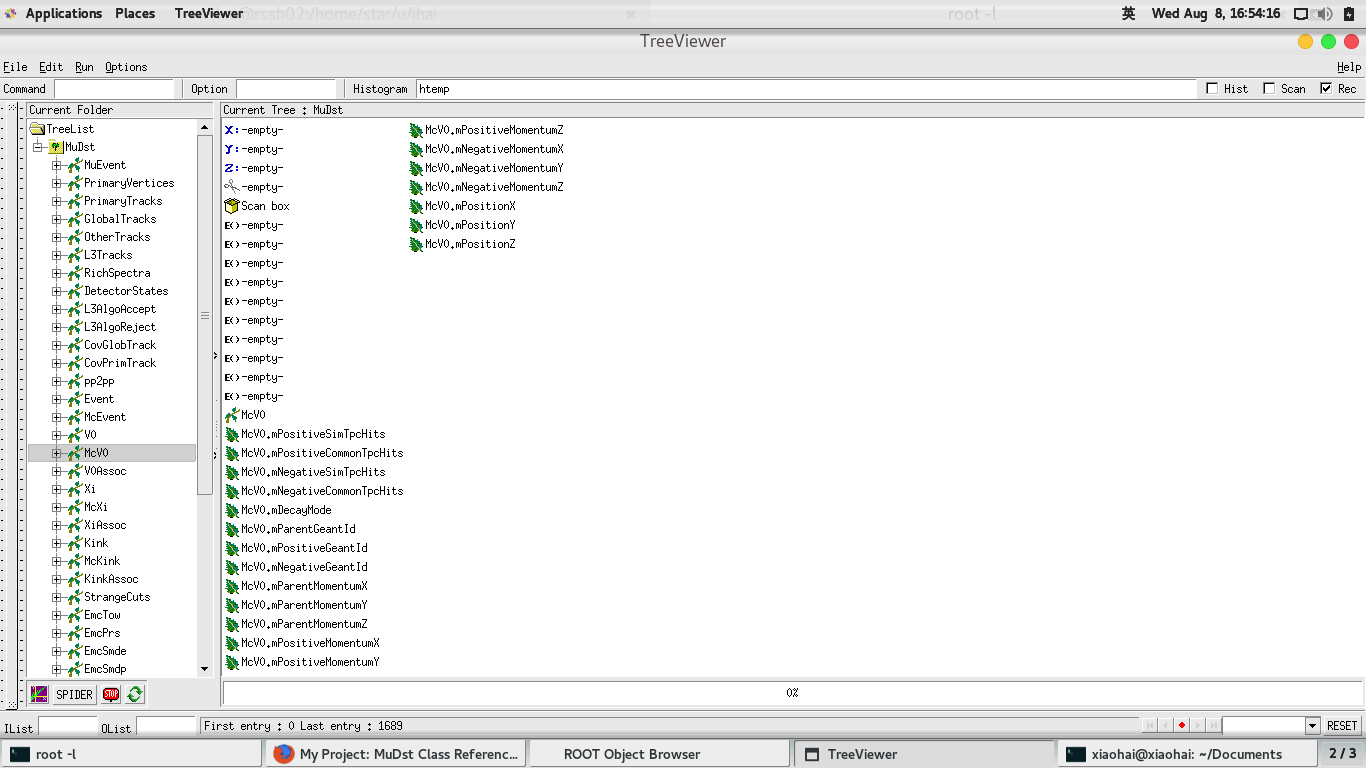 Applications Places TreeViewer @rssh02:/home/star/u/jhai root -l 英 Wed Aug 8, 16:54:16
TreeViewer
File Edit Run Options Help
Command Option Histogram htemp Hist Scan Rec
Current Folder
TreeList
MuDst
MuEvent
PrimaryVertices
PrimaryTracks
GlobalTracks
OtherTracks
L3Tracks
RichSpectra
DetectorStates
L3AlgoAccept
L3AlgoReject
CovGlobTrack
CovPrimTrack
pp2pp
Event
McEvent
V0
McV0
V0Assoc
Xi
McXi
XiAssoc
Kink
McKink
KinkAssoc
StrangeCuts
EmcTow
EmcPrs
EmcSmde
EmcSmdp
SPIDER STOP
Current Tree : MuDst
X: -empty-
Y: -empty-
Z: -empty-
-empty-
Scan box
E() -empty-
E() -empty-
E() -empty-
E() -empty-
E() -empty-
E() -empty-
E() -empty-
E() -empty-
E() -empty-
E() -empty-
McV0
McV0.mPositiveSimTpcHits
McV0.mPositiveCommonTpcHits
McV0.mNegativeSimTpcHits
McV0.mNegativeCommonTpcHits
McV0.mDecayMode
McV0.mParentGeantId
McV0.mPositiveGeantId
McV0.mNegativeGeantId
McV0.mParentMomentumX
McV0.mParentMomentumY
McV0.mParentMomentumZ
McV0.mPositiveMomentumX
McV0.mPositiveMomentumY
McV0.mPositiveMomentumZ
McV0.mNegativeMomentumX
McV0.mNegativeMomentumY
McV0.mNegativeMomentumZ
McV0.mPositionX
McV0.mPositionY
McV0.mPositionZ
0%
IList OList First entry : 0 Last entry : 1689 RESET
root -l My Project: MuDst Class Referenc... ROOT Object Browser TreeViewer xiaohai@xiaohai: ~/Documents 2 / 3